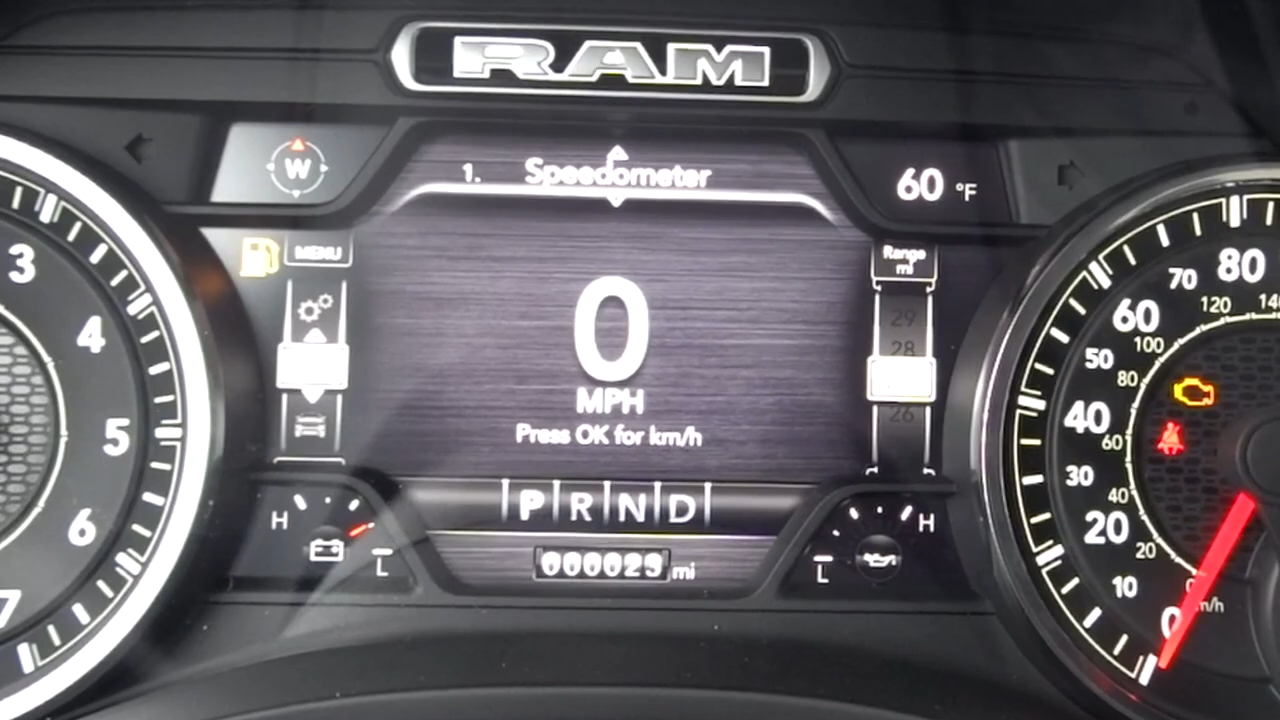 RAM
W
1. Speedometer
60 °F
MENU
Range
mi
29
28
26
0
MPH
Press OK for km/h
P R N D
000029 mi
H
L
L
H
3
4
5
6
7
0
10
20
30
40
50
60
70
80
20
40
60
80
100
120